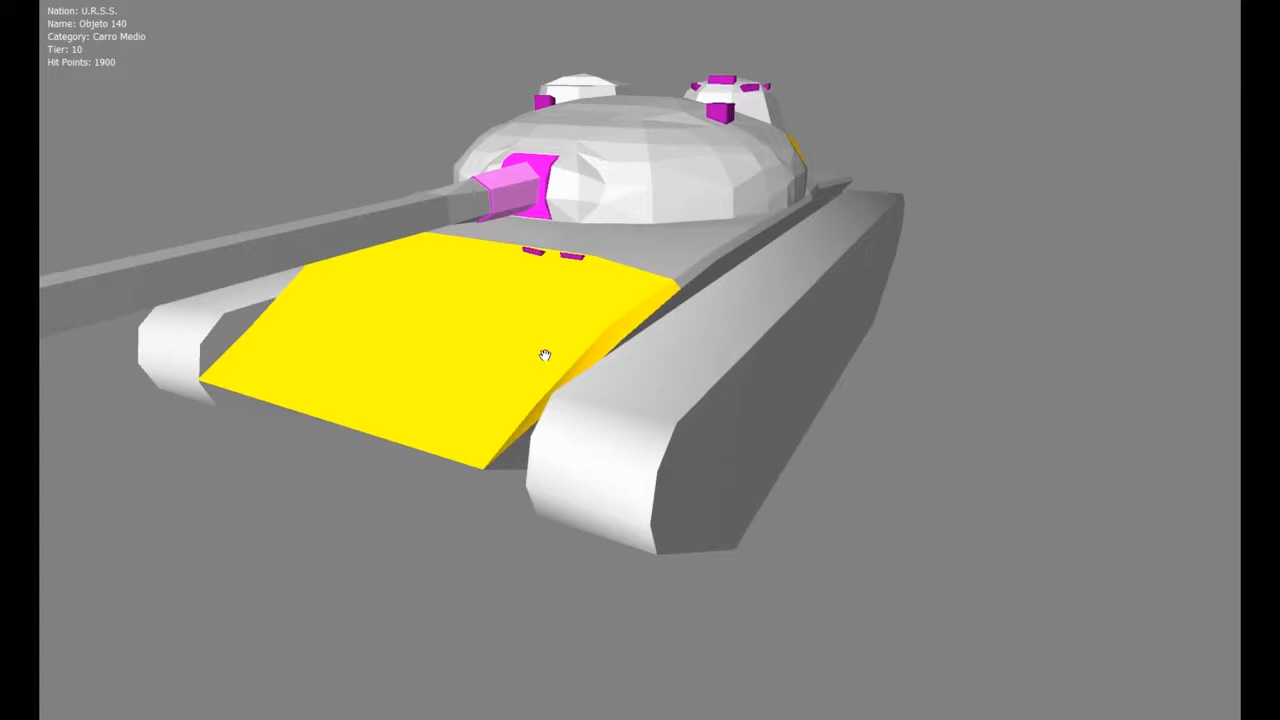 Nation: U.R.S.S.
Name: Objeto 140
Category: Carro Medio
Tier: 10
Hit Points: 1900